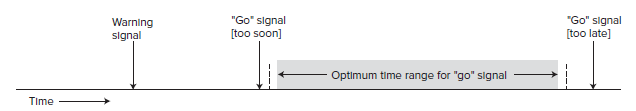 Warning
signal
"Go" signal
[too soon]
"Go" signal
[too late]
Optimum time range for "go" signal
Time